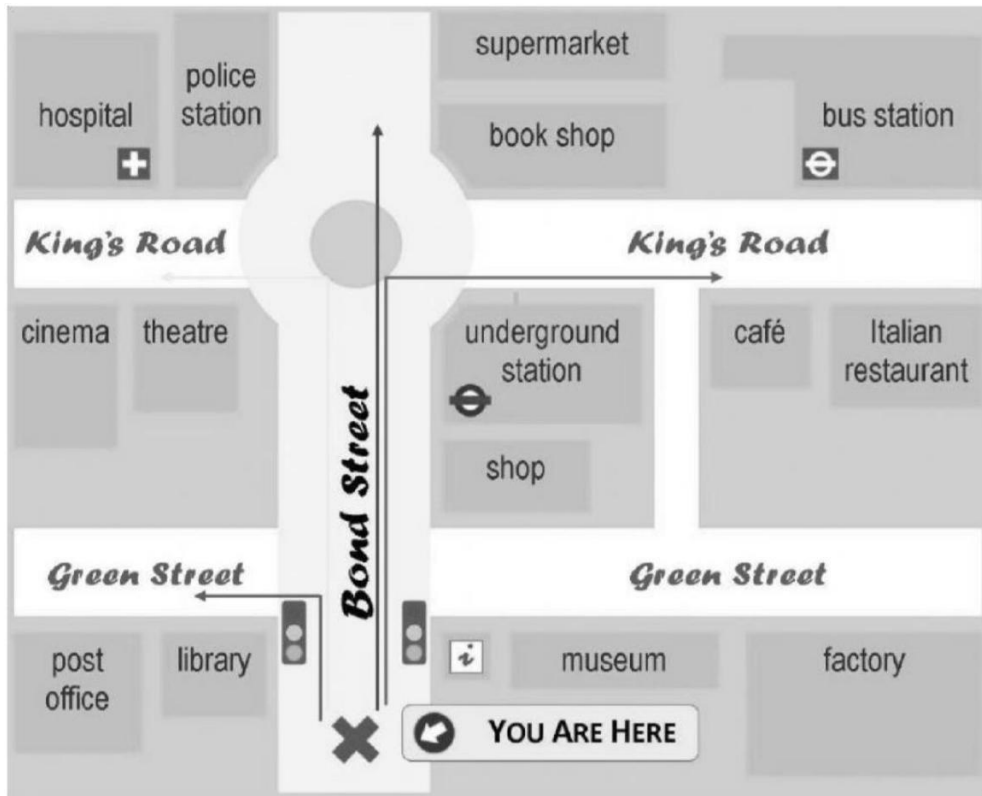 supermarket
police
station
hospital
book shop
bus station
King's Road
King's Road
cinema
theatre
underground
station
café
Italian
restaurant
shop
Bond Street
Green Street
Green Street
post
office
library
i
museum
factory
YOU ARE HERE